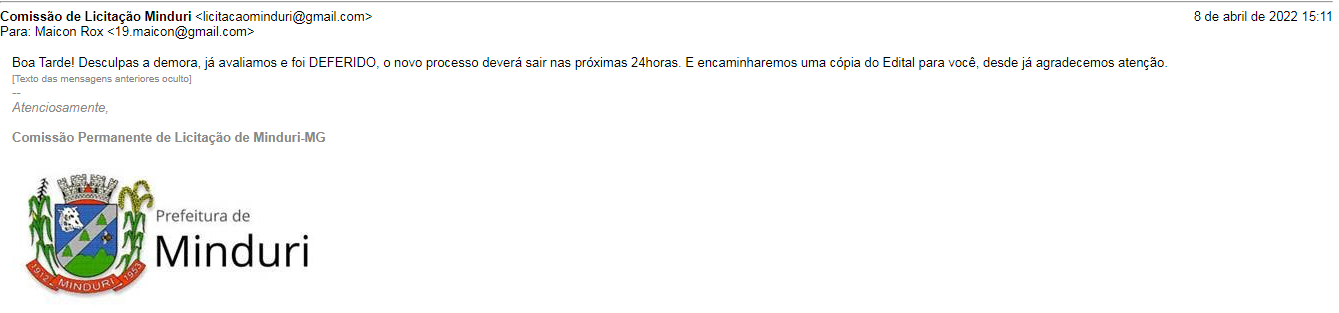 Comissão de Licitação Minduri <licitacaominduri@gmail.com> 8 de abril de 2022 15:11
Para: Maicon Rox <19.maicon@gmail.com>
Boa Tarde! Desculpas a demora, já avaliamos e foi DEFERIDO, o novo processo deverá sair nas próximas 24horas. E encaminharemos uma cópia do Edital para você, desde já agradecemos atenção.
[Texto das mensagens anteriores oculto]
--
Atenciosamente,
Comissão Permanente de Licitação de Minduri-MG
Prefeitura de
Minduri
1912 MINDURI 1953